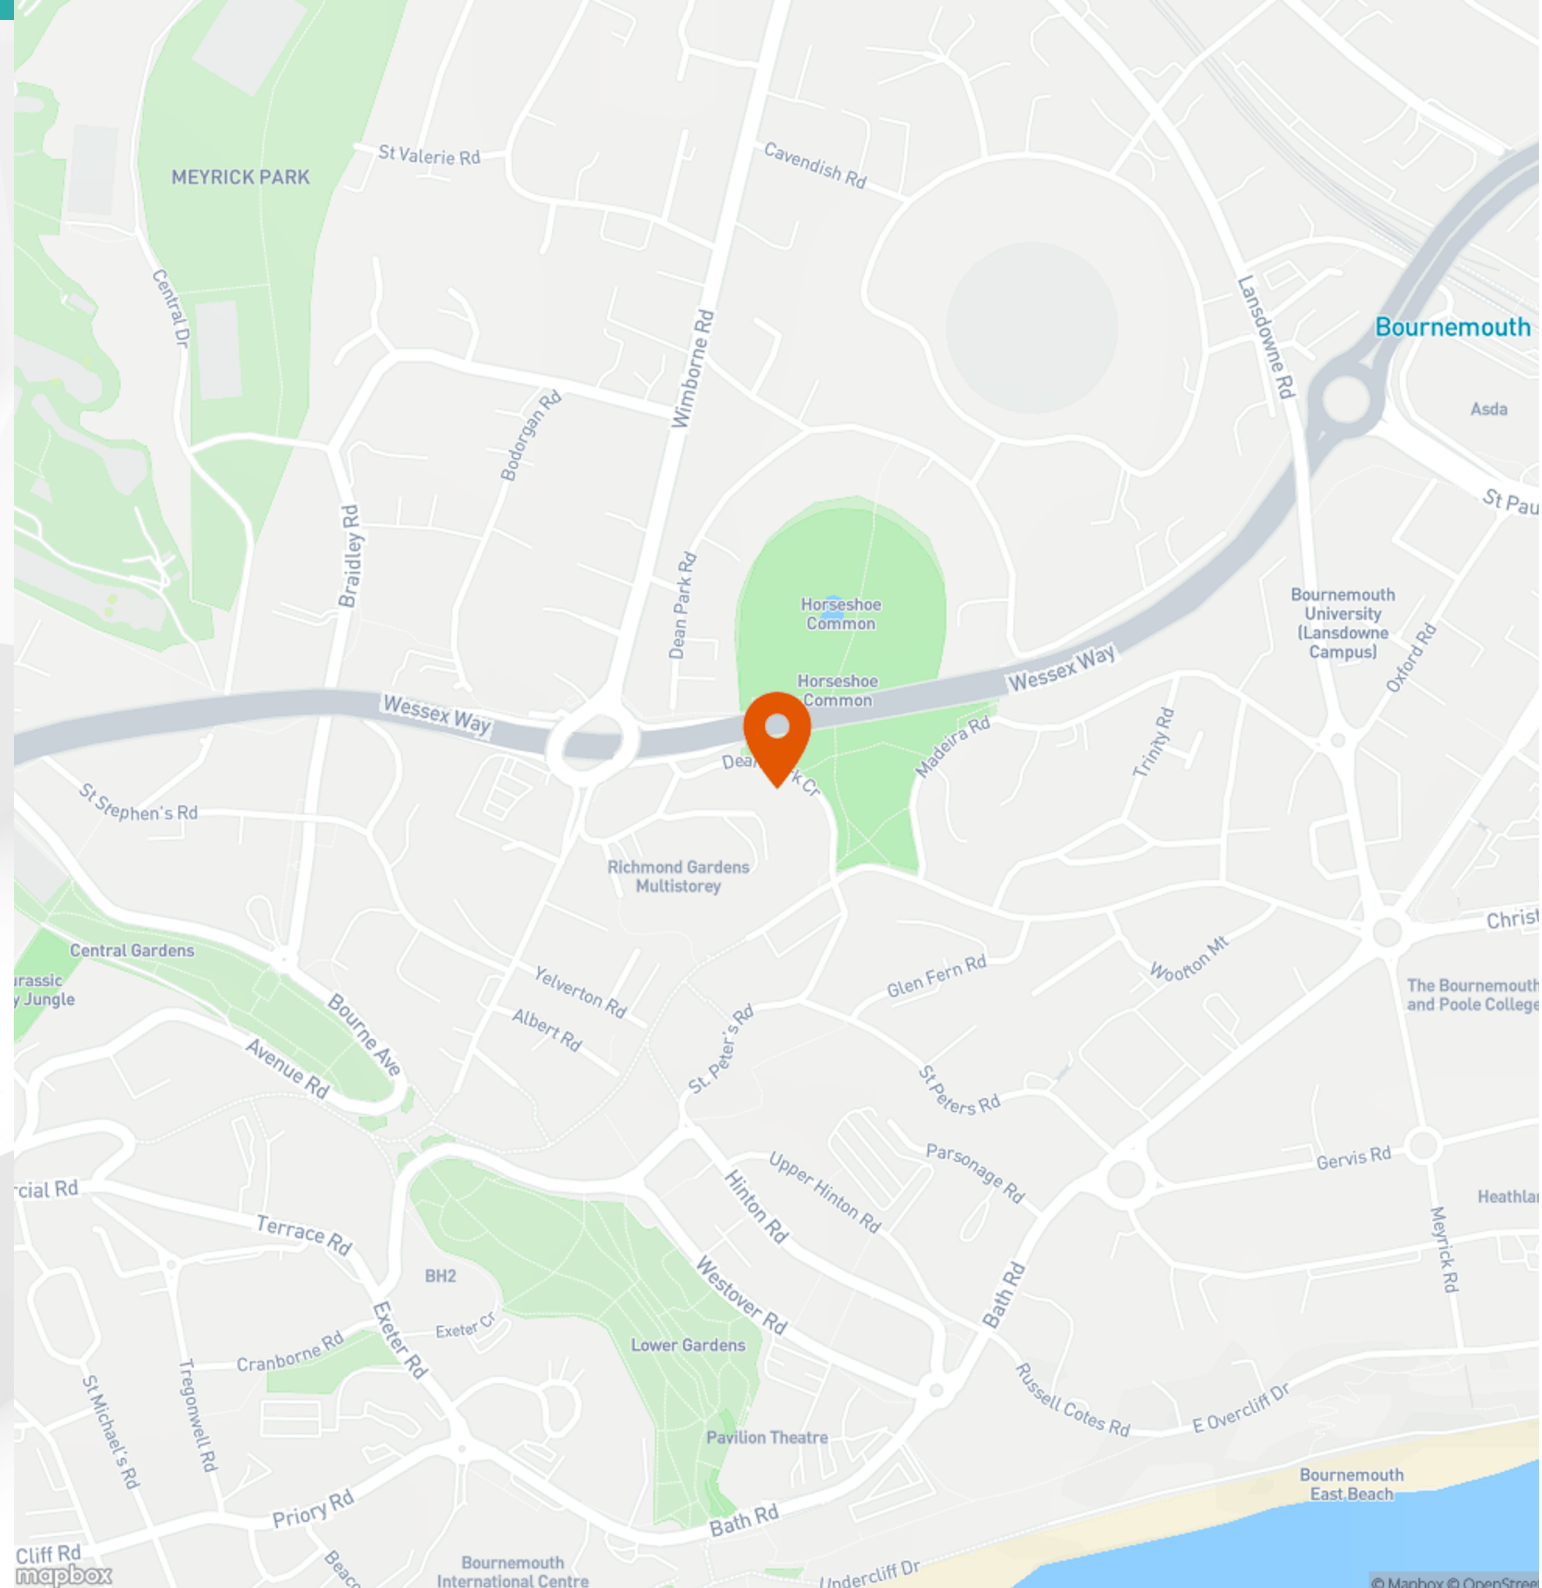 St Valerie Rd
Cavendish Rd
MEYRICK PARK
Central Dr
Lansdowne Rd
Wimborne Rd
Bournemouth
Bodorgan Rd
Asda
St Pau
Braidley Rd
Dean Park Rd
Horseshoe
Common
Bournemouth
University
(Lansdowne
Campus)
Oxford Rd
Wessex Way
Horseshoe
Common
Wessex Way
Madeira Rd
Trinity Rd
St Stephen's Rd
Richmond Gardens
Multistorey
Christ
Central Gardens
Wootton Mt
Glen Fern Rd
Yelverton Rd
urassic
y Jungle
The Bournemouth
and Poole College
Bourne Ave
Albert Rd
St. Peter's Rd
Avenue Rd
St Peters Rd
Parsonage Rd
Gervis Rd
Upper Hinton Rd
Hinton Rd
rcial Rd
Heathlan
Terrace Rd
Meyrick Rd
BH2
Westover Rd
Bath Rd
Exeter Cr
Exeter Rd
Cranborne Rd
Lower Gardens
Tregonwell Rd
St Michael's Rd
Russell Cotes Rd
E Overcliff Dr
Pavilion Theatre
Bournemouth
East Beach
Priory Rd
Bath Rd
Cliff Rd
Beaco
Bournemouth
International Centre
Undercliff Dr
mapbox
© Mapbox © OpenStreet